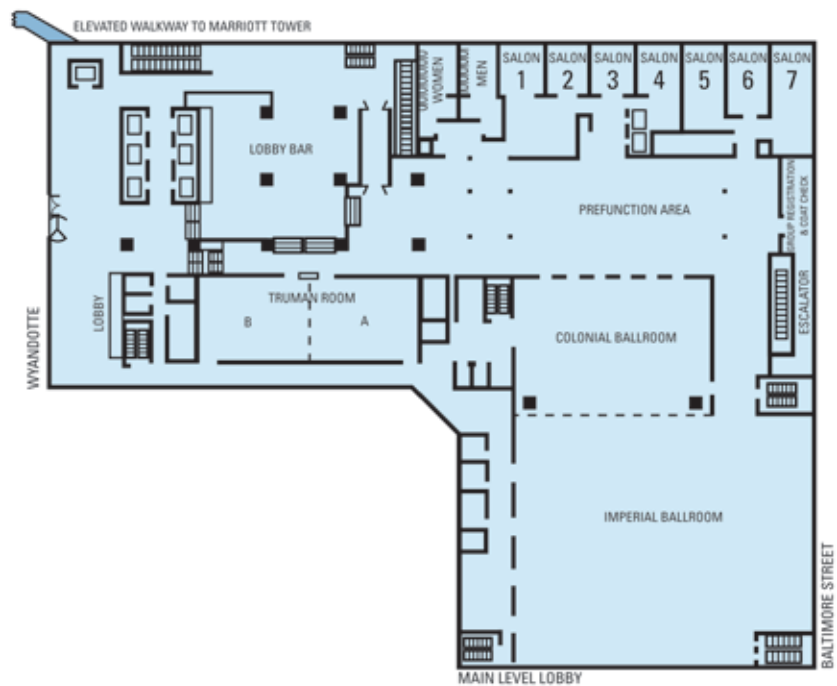 ELEVATED WALKWAY TO MARRIOTT TOWER
WOMEN
MEN
SALON
1
SALON
2
SALON
3
SALON
4
SALON
5
SALON
6
SALON
7
LOBBY BAR
PREFUNCTION AREA
GROUP REGISTRATION
& COAT CHECK
ESCALATOR
LOBBY
TRUMAN ROOM
B
A
COLONIAL BALLROOM
WYANDOTTE
IMPERIAL BALLROOM
BALTIMORE STREET
MAIN LEVEL LOBBY